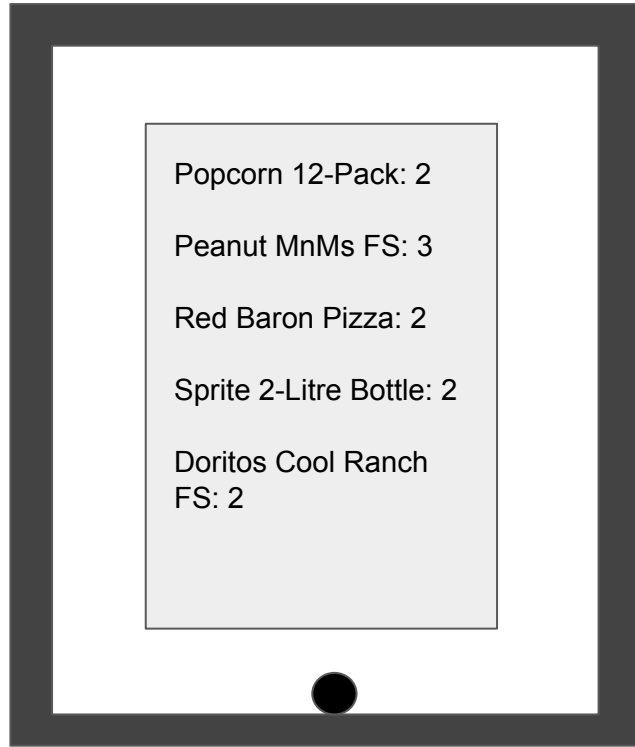 Popcorn 12-Pack: 2
Peanut MnMs FS: 3
Red Baron Pizza: 2
Sprite 2-Litre Bottle: 2
Doritos Cool Ranch
FS: 2